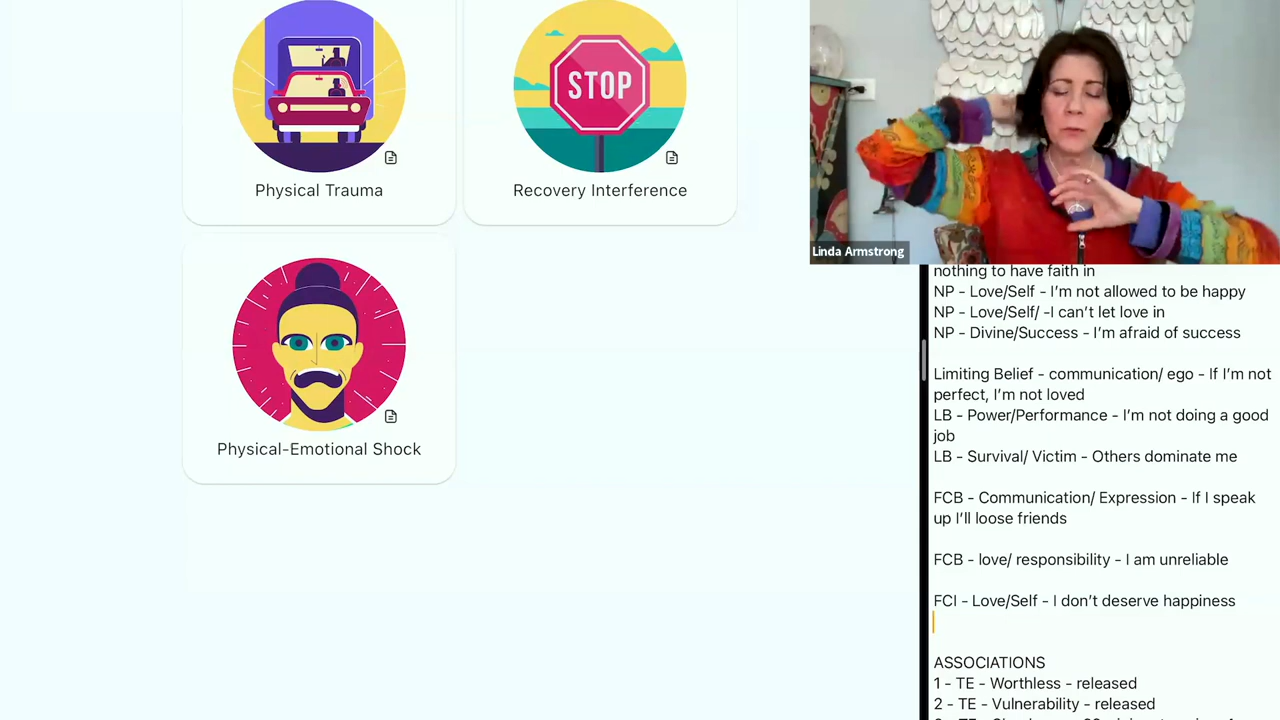 STOP
Physical Trauma
Recovery Interference
Physical-Emotional Shock
Linda Armstrong
nothing to have faith in
NP - Love/Self - I'm not allowed to be happy
NP - Love/Self/ -I can't let love in
NP - Divine/Success - I'm afraid of success
Limiting Belief - communication/ ego - If I'm not
perfect, I'm not loved
LB - Power/Performance - I'm not doing a good
job
LB - Survival/ Victim - Others dominate me
FCB - Communication/ Expression - If I speak
up I'll loose friends
FCB - love/ responsibility - I am unreliable
FCI - Love/Self - I don't deserve happiness
ASSOCIATIONS
1 - TE - Worthless - released
2 - TE - Vulnerability - released